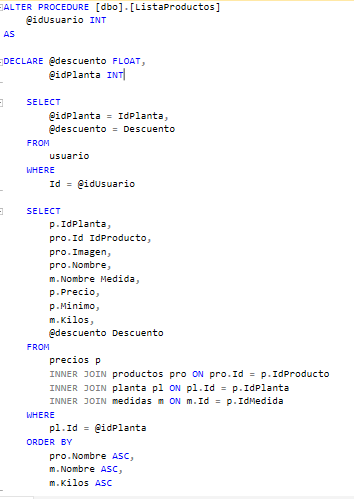 ALTER PROCEDURE [dbo].[ListaProductos]
@idUsuario INT
AS
DECLARE @descuento FLOAT,
@idPlanta INT
SELECT
@idPlanta = IdPlanta,
@descuento = Descuento
FROM
usuario
WHERE
Id = @idUsuario
SELECT
p.IdPlanta,
pro.Id IdProducto,
pro.Imagen,
pro.Nombre,
m.Nombre Medida,
p.Precio,
p.Minimo,
m.Kilos,
@descuento Descuento
FROM
precios p
INNER JOIN productos pro ON pro.Id = p.IdProducto
INNER JOIN planta pl ON pl.Id = p.IdPlanta
INNER JOIN medidas m ON m.Id = p.IdMedida
WHERE
pl.Id = @idPlanta
ORDER BY
pro.Nombre ASC,
m.Nombre ASC,
m.Kilos ASC